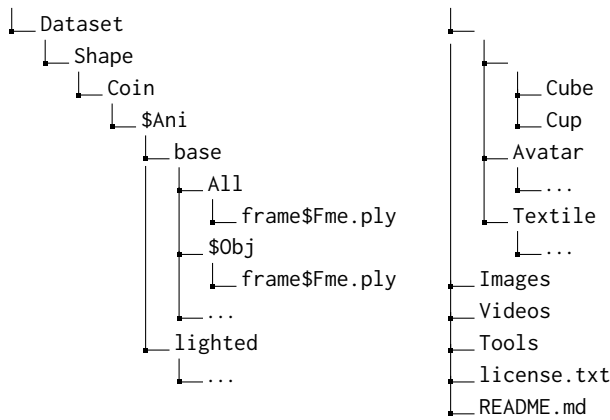 Dataset
Shape
Coin
$Ani
base
All
frame$Fme.ply
$Obj
frame$Fme.ply
...
lighted
...
Cube
Cup
Avatar
...
Textile
...
Images
Videos
Tools
license.txt
README.md